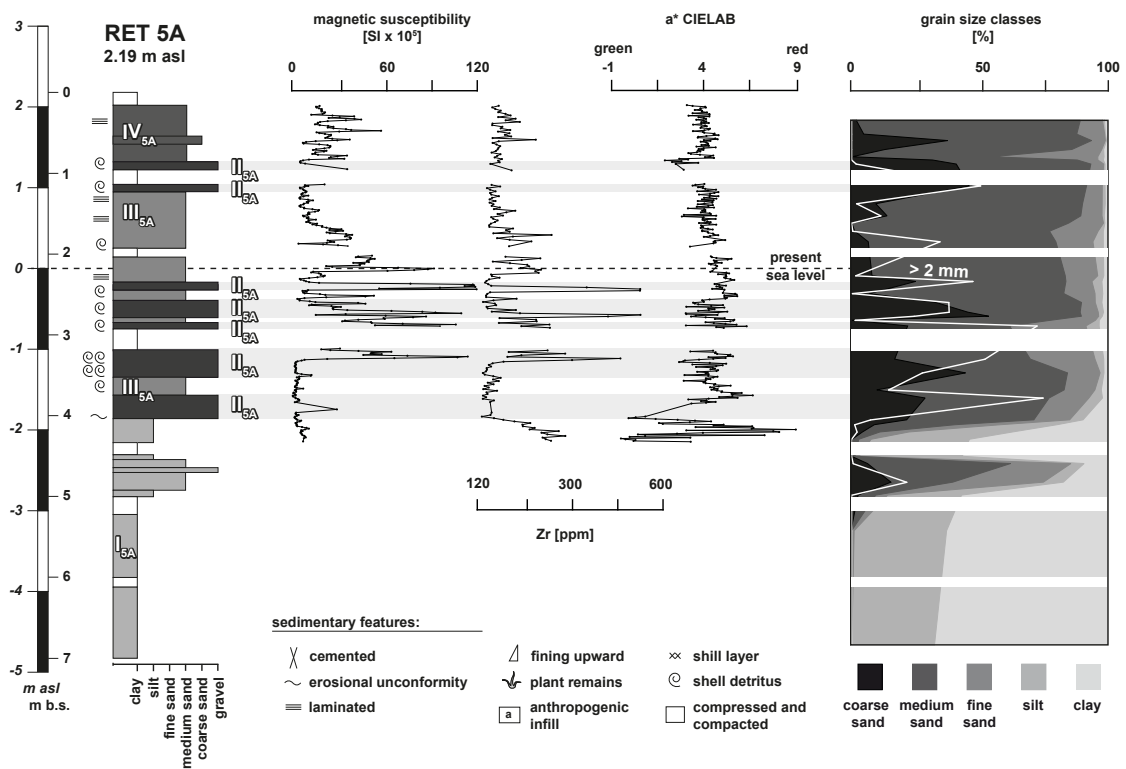 RET 5A
2.19 m asl
magnetic susceptibility
[SI x 10⁵]
0 120
a* CIELAB
green red
-1 4 9
grain size classes
[%]
0 50 100
3
2
1
0
-1
-2
-3
-4
-5
m asl
m b.s.
0
1
2
3
4
5
6
7
IV5A
III5A
III5A
I5A
II5A
II5A
II5A
II5A
II5A
II5A
II5A
present
sea level
> 2 mm
120 300 600
Zr [ppm]
clay
silt
fine sand
medium sand
coarse sand
gravel
sedimentary features:
cemented
erosional unconformity
laminated
fining upward
plant remains
a
anthropogenic
infill
shill layer
shell detritus
compressed and
compacted
coarse
sand
medium
sand
fine
sand
silt
clay